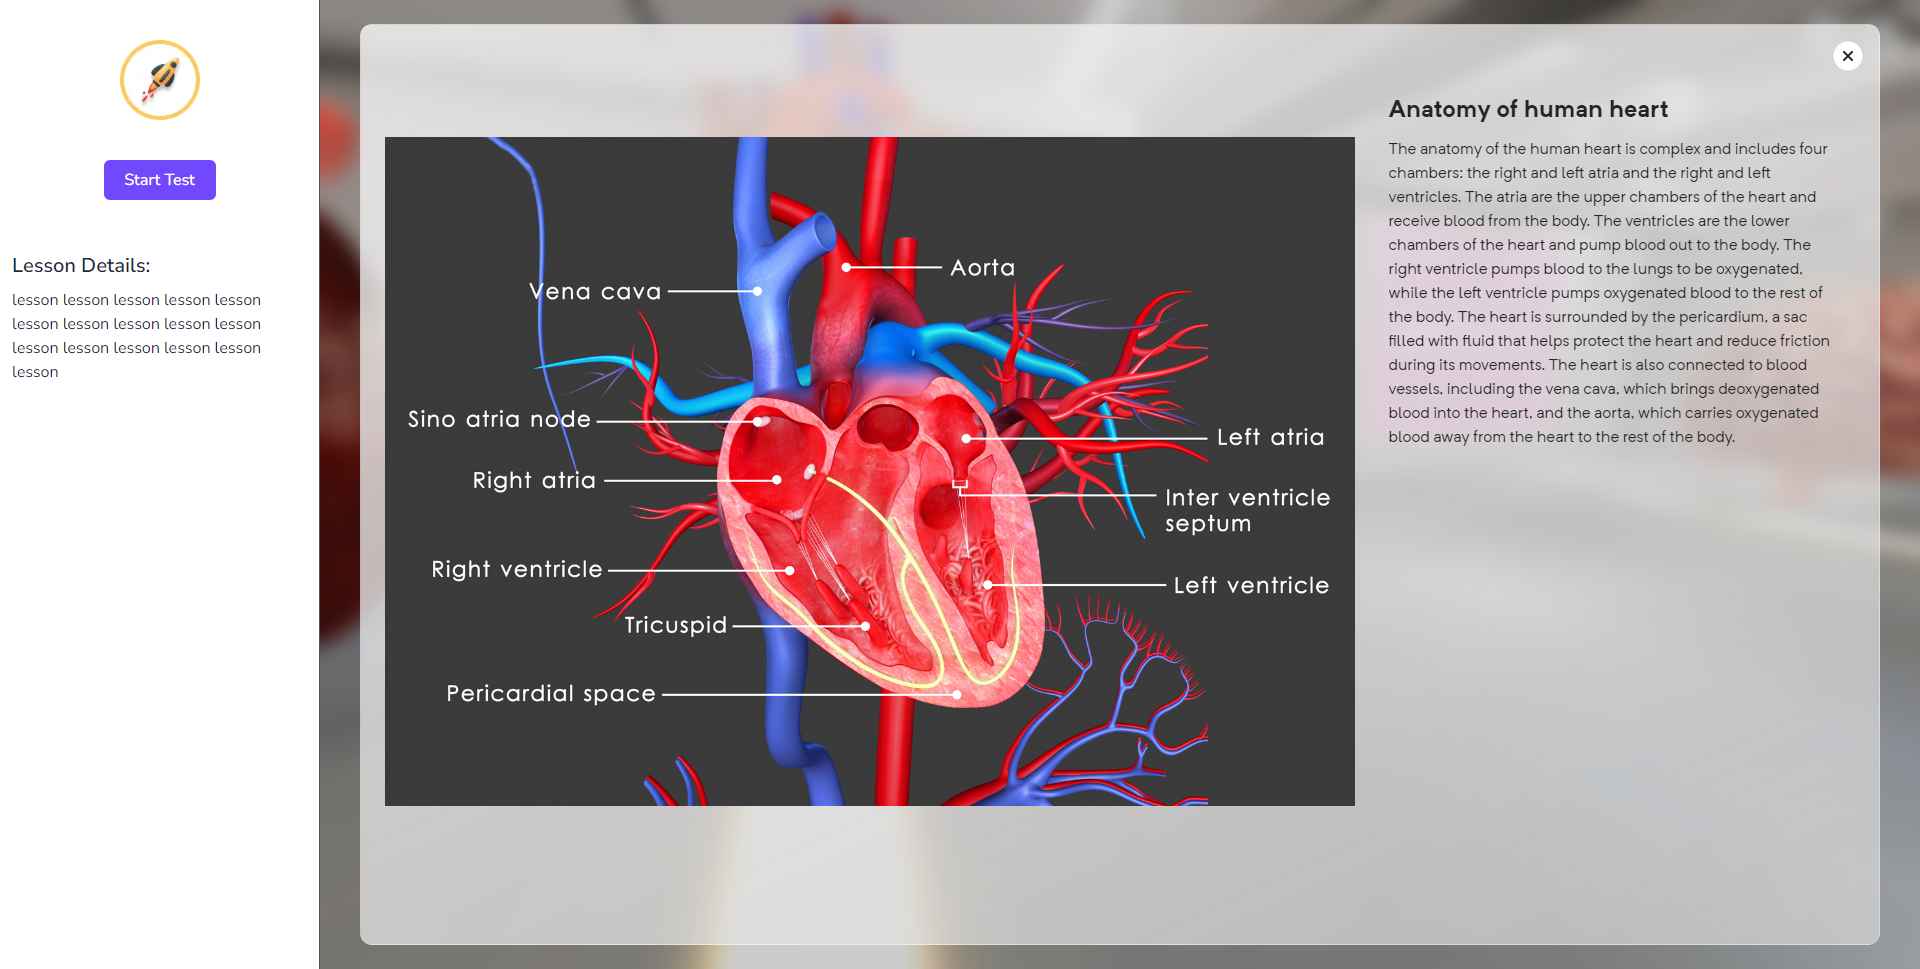 Start Test
Lesson Details:
lesson lesson lesson lesson lesson
lesson lesson lesson lesson lesson
lesson lesson lesson lesson lesson
lesson
Aorta
Vena cava
Sino atria node
Left atria
Right atria
Inter ventricle
septum
Right ventricle
Left ventricle
Tricuspid
Pericardial space
Anatomy of human heart
The anatomy of the human heart is complex and includes four
chambers: the right and left atria and the right and left
ventricles. The atria are the upper chambers of the heart and
receive blood from the body. The ventricles are the lower
chambers of the heart and pump blood out to the body. The
right ventricle pumps blood to the lungs to be oxygenated,
while the left ventricle pumps oxygenated blood to the rest of
the body. The heart is surrounded by the pericardium, a sac
filled with fluid that helps protect the heart and reduce friction
during its movements. The heart is also connected to blood
vessels, including the vena cava, which brings deoxygenated
blood into the heart, and the aorta, which carries oxygenated
blood away from the heart to the rest of the body.